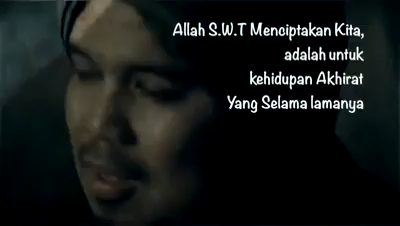 Allah S.W.T Menciptakan Kita,
adalah untuk
kehidupan Akhirat
Yang Selama lamanya